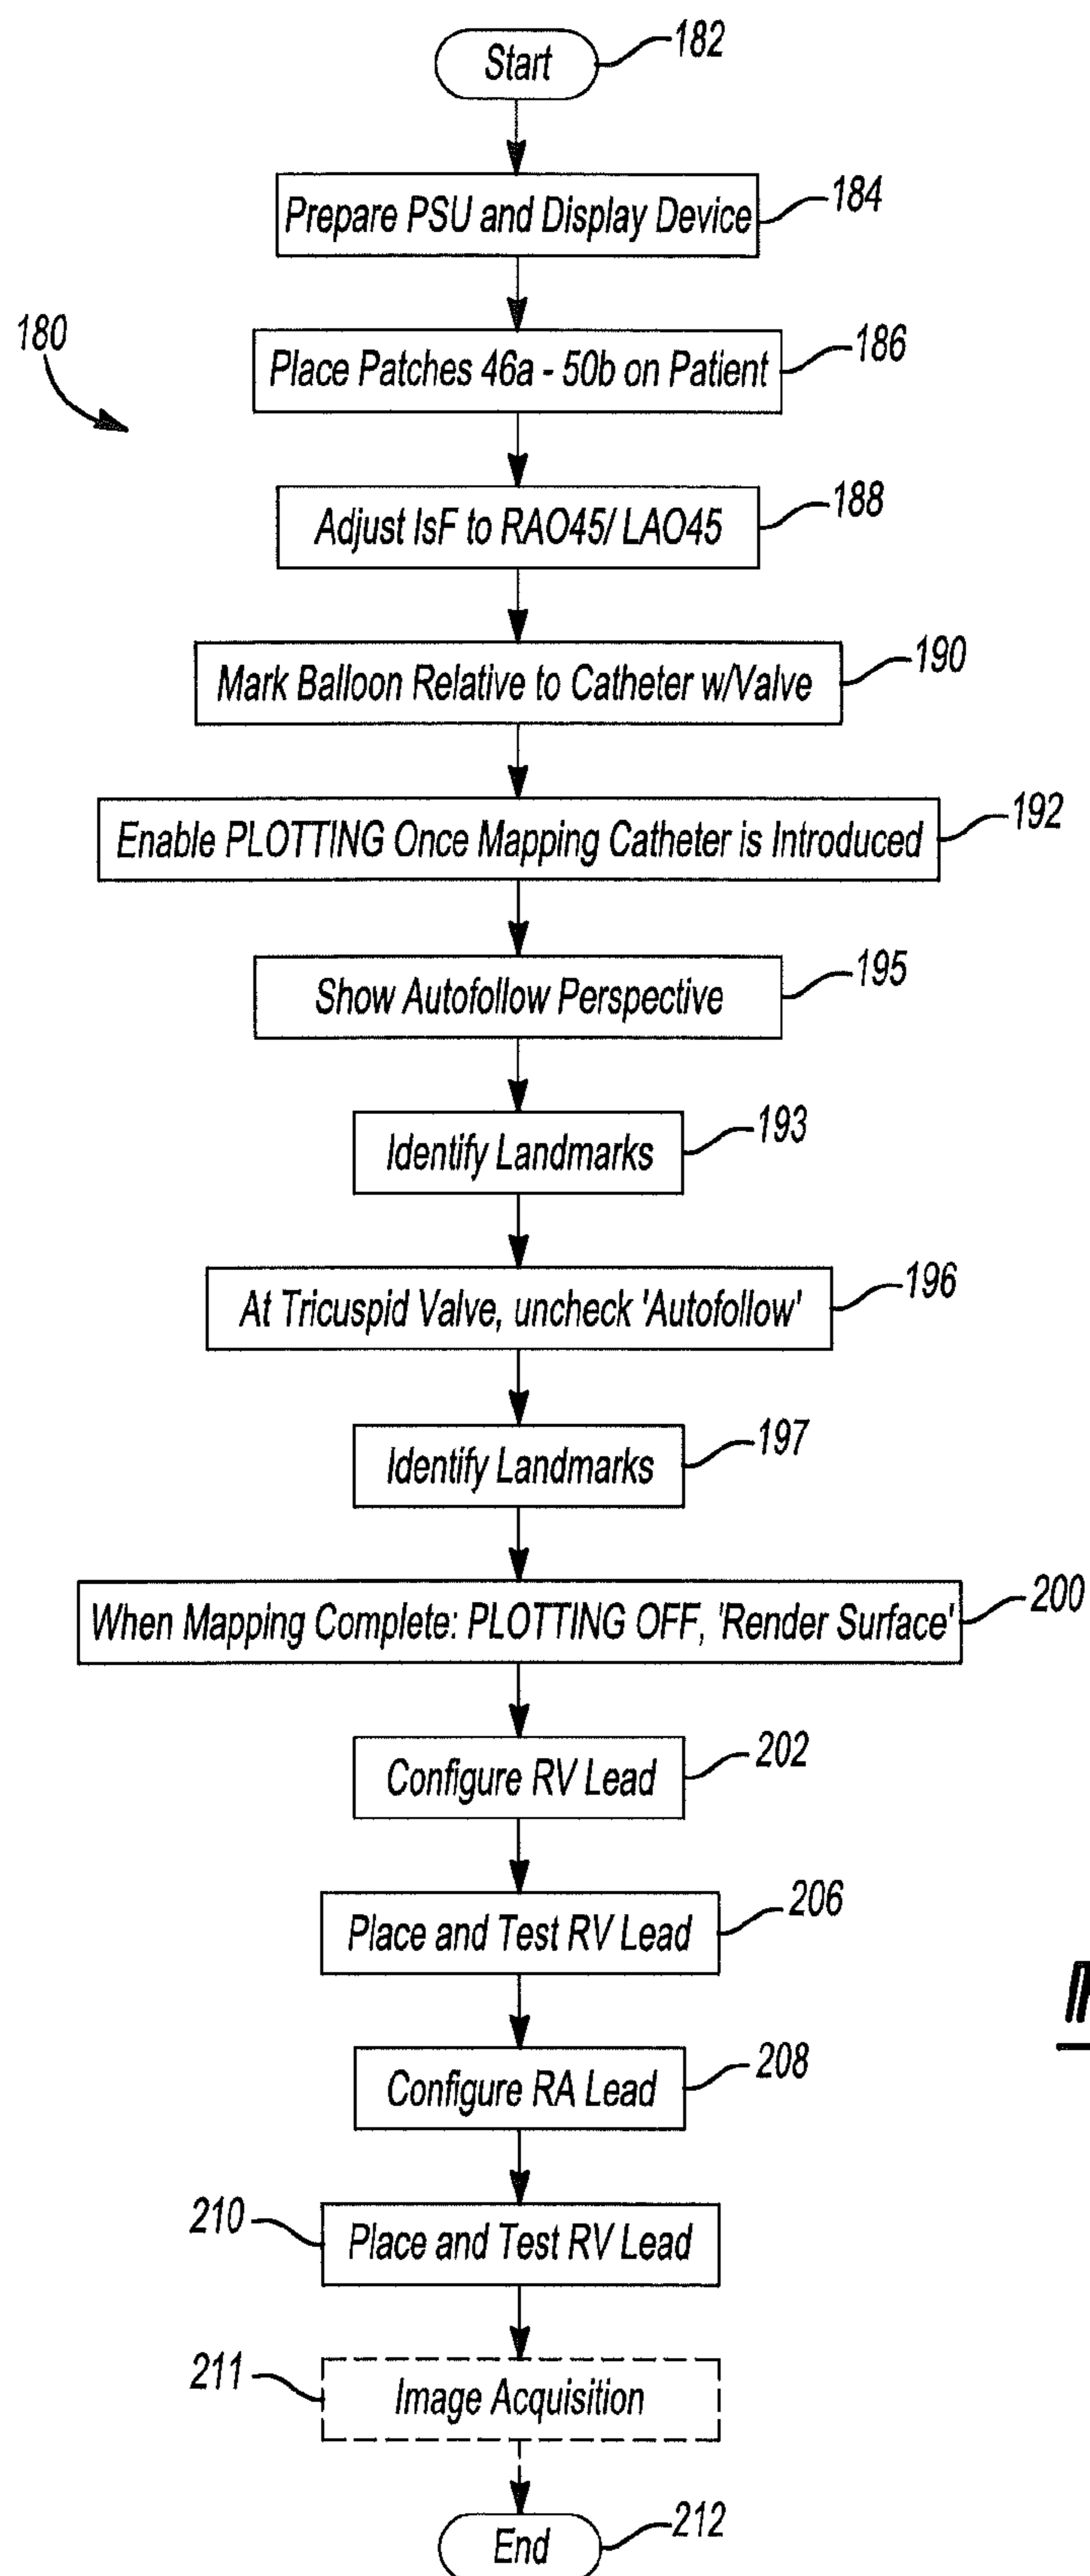 Start
182
Prepare PSU and Display Device
184
180
Place Patches 46a - 50b on Patient
186
Adjust IsF to RAO45/ LAO45
188
Mark Balloon Relative to Catheter w/Valve
190
Enable PLOTTING Once Mapping Catheter is Introduced
192
Show Autofollow Perspective
195
Identify Landmarks
193
At Tricuspid Valve, uncheck 'Autofollow'
196
Identify Landmarks
197
When Mapping Complete: PLOTTING OFF, 'Render Surface'
200
Configure RV Lead
202
Place and Test RV Lead
206
Configure RA Lead
208
210
Place and Test RV Lead
211
Image Acquisition
End
212